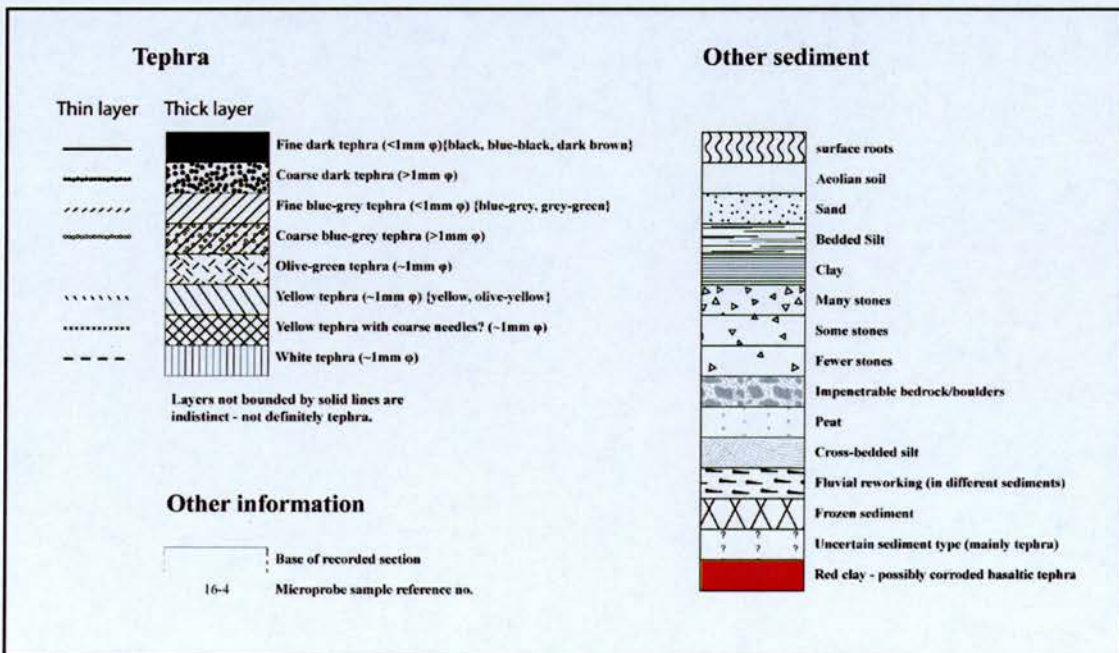 Tephra
Thin layer Thick layer
Fine dark tephra (<1mm φ){black, blue-black, dark brown}
Coarse dark tephra (>1mm φ)
Fine blue-grey tephra (<1mm φ) {blue-grey, grey-green}
Coarse blue-grey tephra (>1mm φ)
Olive-green tephra (~1mm φ)
Yellow tephra (~1mm φ) {yellow, olive-yellow}
Yellow tephra with coarse needles? (~1mm φ)
White tephra (~1mm φ)
Layers not bounded by solid lines are
indistinct - not definitely tephra.
Other information
Base of recorded section
16-4 Microprobe sample reference no.
Other sediment
surface roots
Aeolian soil
Sand
Bedded Silt
Clay
Many stones
Some stones
Fewer stones
Impenetrable bedrock/boulders
Peat
Cross-bedded silt
Fluvial reworking (in different sediments)
Frozen sediment
? ? ?
? ? ?
Uncertain sediment type (mainly tephra)
Red clay - possibly corroded basaltic tephra